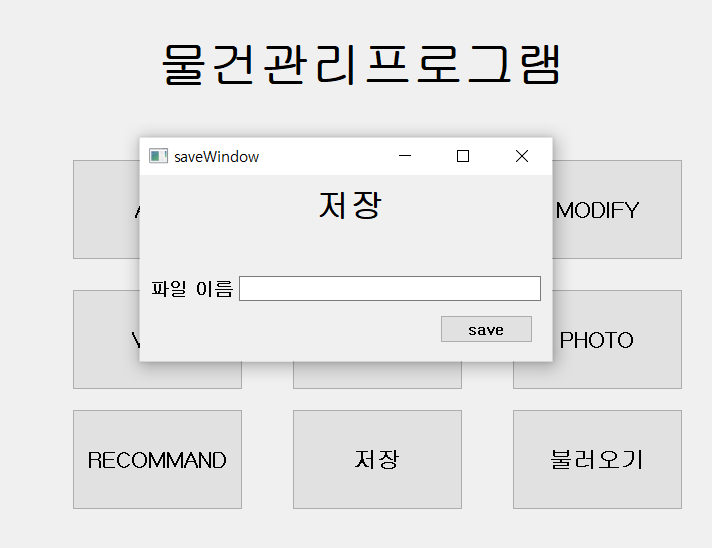 물건관리프로그램
saveWindow
저장
MODIFY
파일 이름
save
PHOTO
RECOMMAND
저장
불러오기